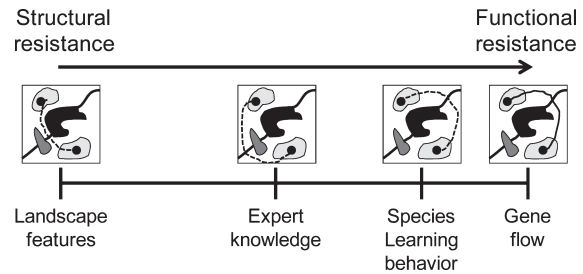 Structural
resistance
Functional
resistance
Landscape
features
Expert
knowledge
Species
Learning
behavior
Gene
flow